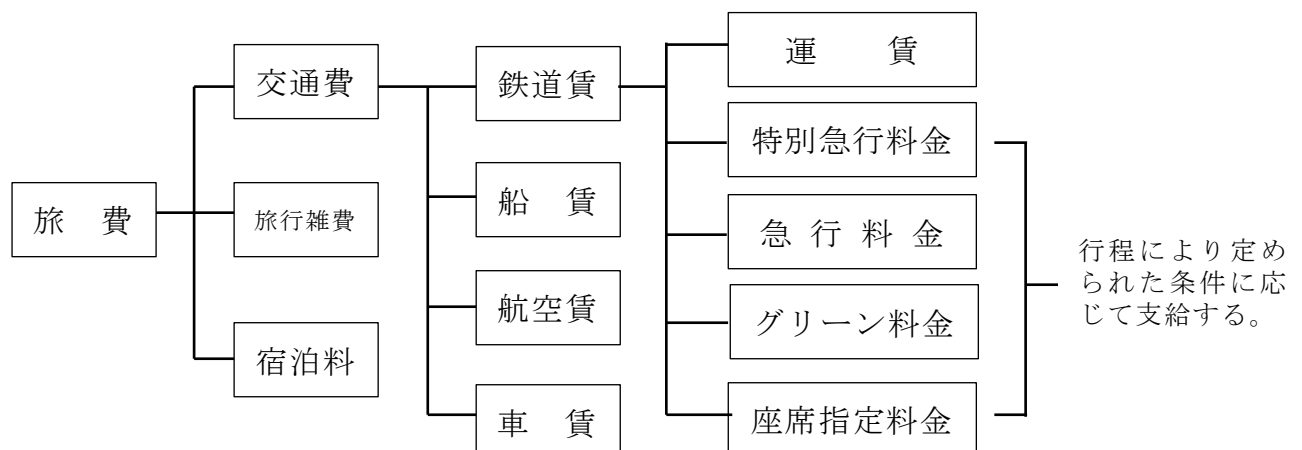 旅　費
交通費
旅行雑費
宿泊料
鉄道賃
船　賃
航空賃
車　賃
運　　賃
特別急行料金
急 行 料 金
グリーン料金
座席指定料金
行程により定め
られた条件に応
じて支給する。